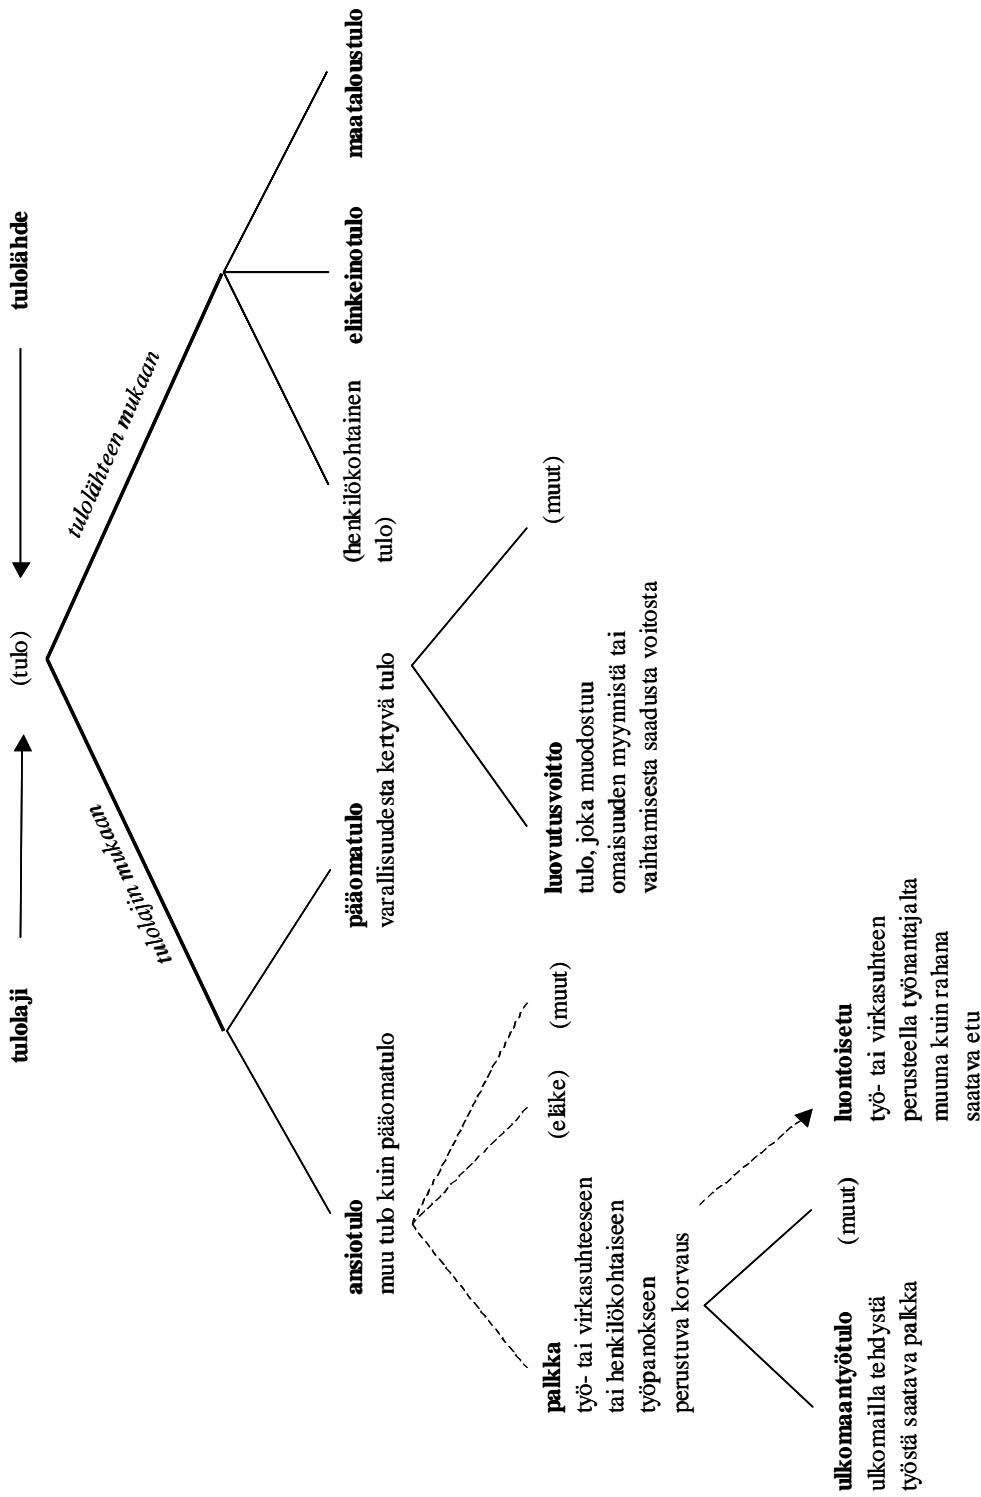 tulolaji
(tulo)
tulolähde
tulolajin mukaan
tulolähteen mukaan
ansiotulo
muu tulo kuin pääomatulo
pääomatulo
varallisuudesta kertyvä tulo
(henkilökohtainen
tulo)
elinkeinotulo
maataloustulo
palkka
työ- tai virkasuhteeseen
tai henkilökohtaiseen
työpanokseen
perustuva korvaus
(eläke)
(muut)
luovutusvoitto
tulo, joka muodostuu
omaisuuden myynnistä tai
vaihtamisesta saadusta voitosta
(muut)
ulkomaantyötulo
ulkomailla tehdystä
työstä saatava palkka
(muut)
luontoisetu
työ- tai virkasuhteen
perusteella työnantajalta
muuna kuin rahana
saatava etu